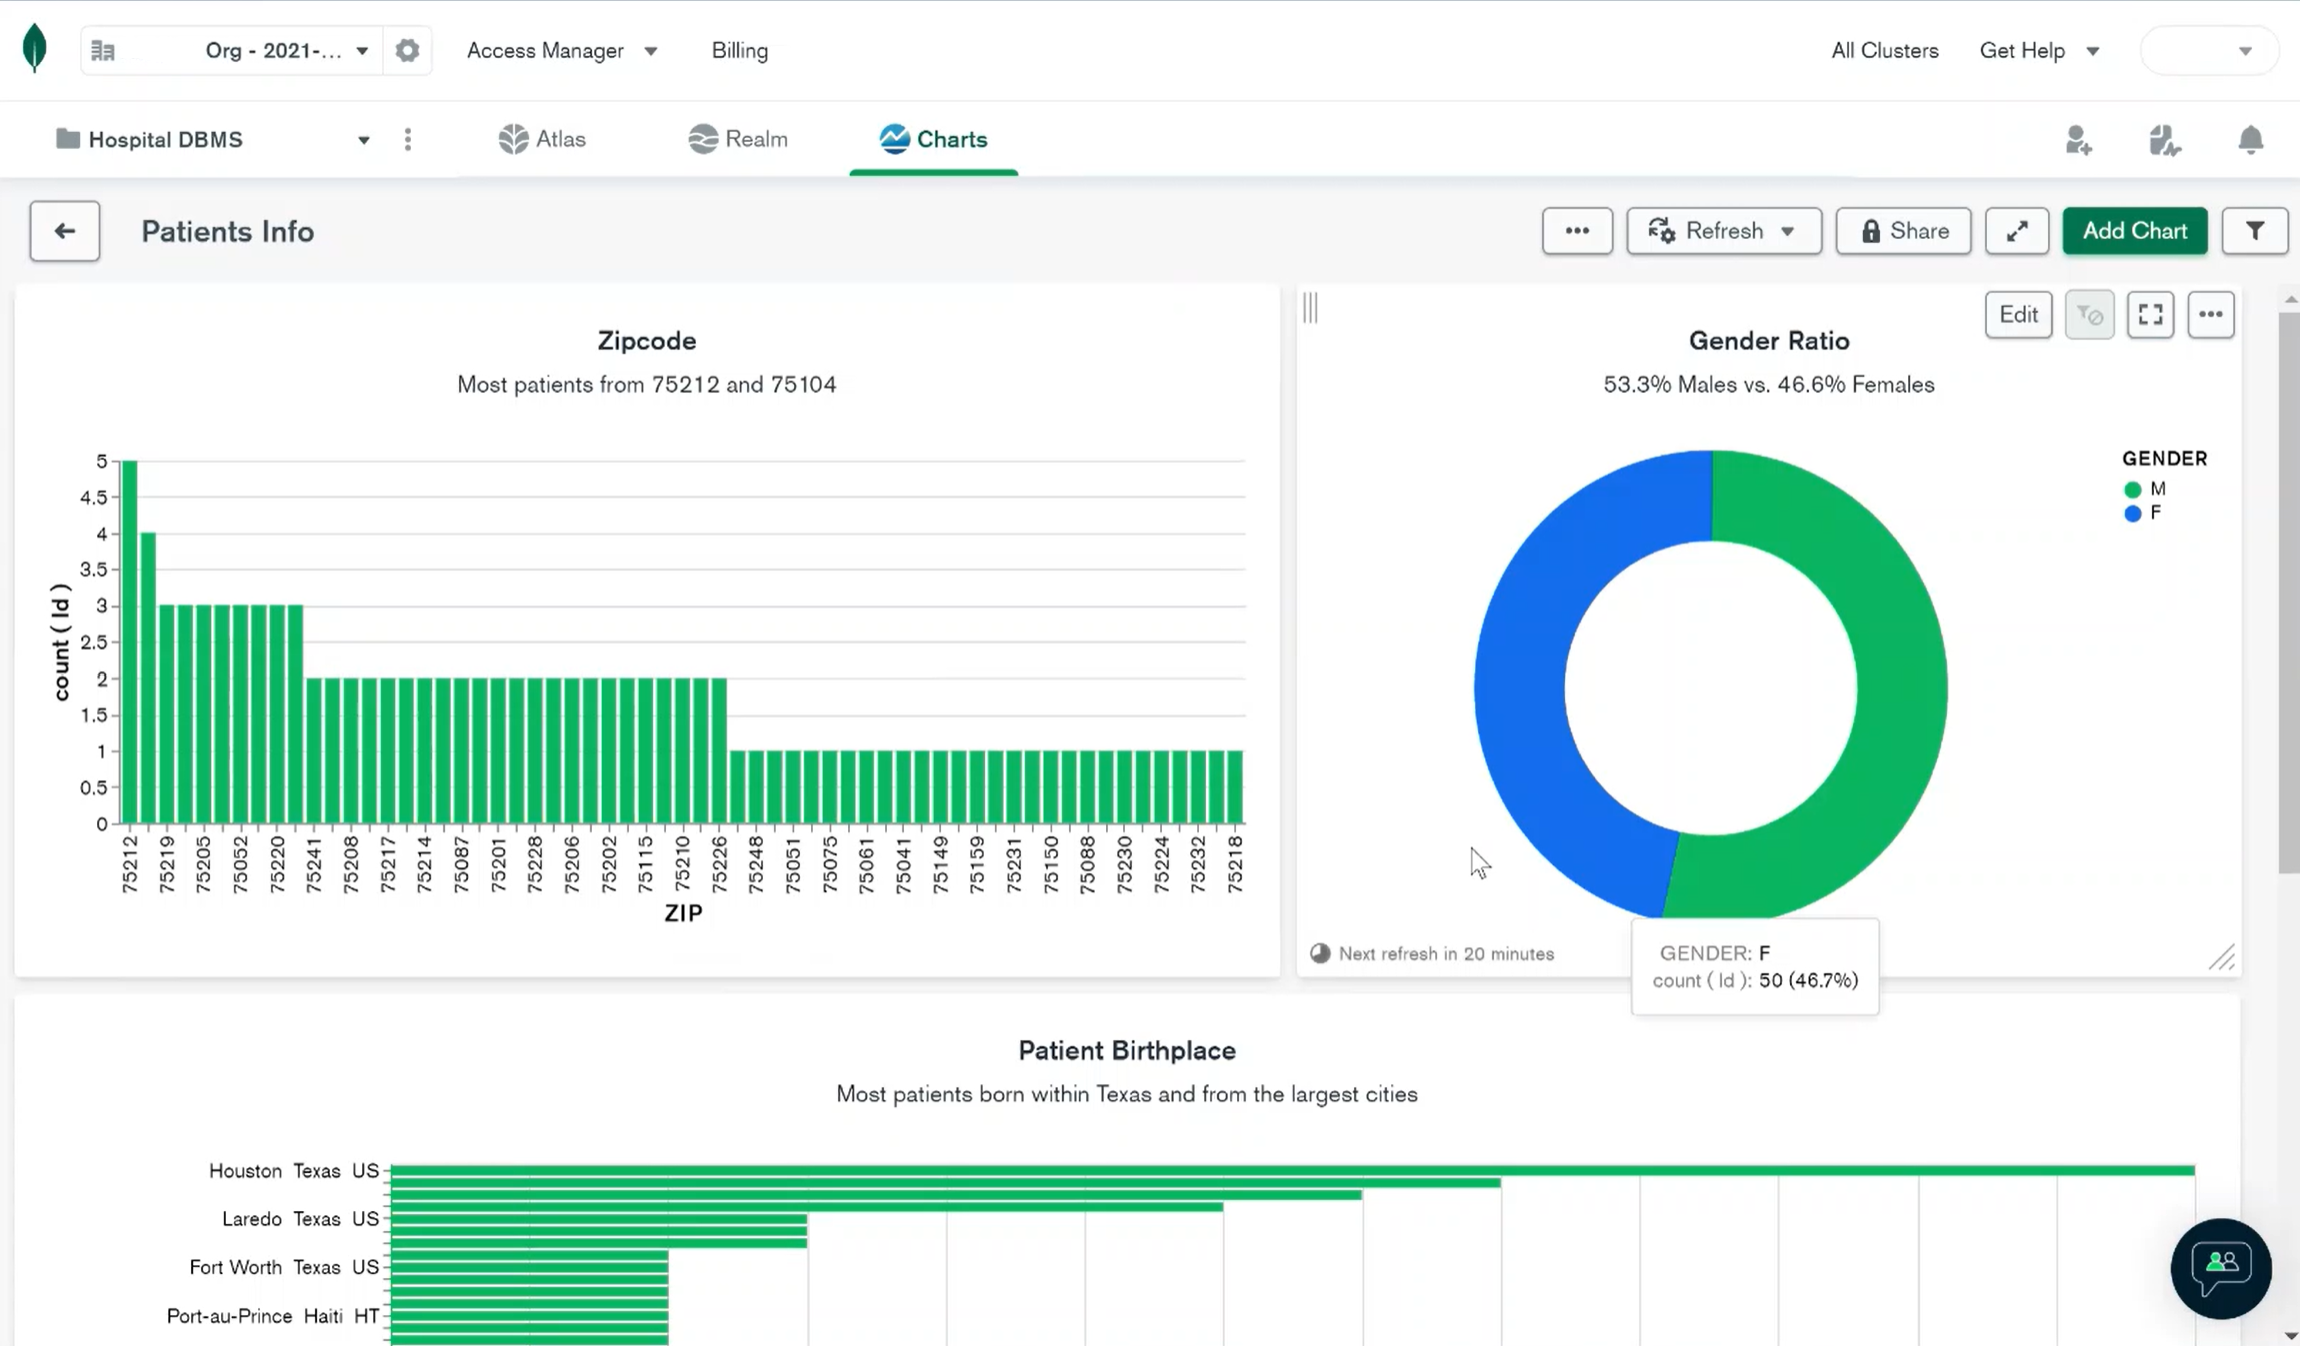 Org - 2021-...
Access Manager
Billing
All Clusters
Get Help
Hospital DBMS
Atlas
Realm
Charts
Patients Info
Refresh
Share
Add Chart
Zipcode
Most patients from 75212 and 75104
5
4.5
4
3.5
3
2.5
2
1.5
1
0.5
0
count ( Id )
75212
75219
75205
75052
75220
75241
75208
75217
75214
75087
75201
75228
75206
75202
75115
75210
75226
75248
75051
75075
75061
75041
75149
75159
75231
75150
75088
75230
75224
75232
75218
ZIP
Edit
Gender Ratio
53.3% Males vs. 46.6% Females
GENDER
M
F
Next refresh in 20 minutes
GENDER: F
count ( Id ): 50 (46.7%)
Patient Birthplace
Most patients born within Texas and from the largest cities
Houston Texas US
Laredo Texas US
Fort Worth Texas US
Port-au-Prince Haiti HT